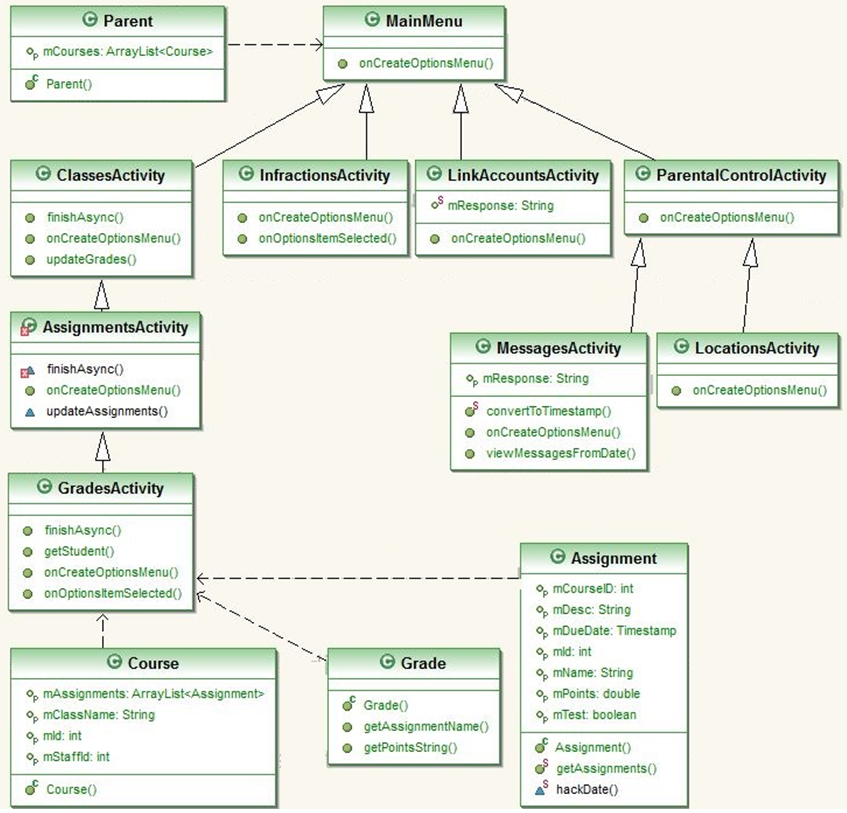 Parent
mCourses: ArrayList<Course>
Parent()
MainMenu
onCreateOptionsMenu()
ClassesActivity
finishAsync()
onCreateOptionsMenu()
updateGrades()
InfractionsActivity
onCreateOptionsMenu()
onOptionsItemSelected()
LinkAccountsActivity
mResponse: String
onCreateOptionsMenu()
ParentalControlActivity
onCreateOptionsMenu()
AssignmentsActivity
finishAsync()
onCreateOptionsMenu()
updateAssignments()
MessagesActivity
mResponse: String
convertToTimestamp()
onCreateOptionsMenu()
viewMessagesFromDate()
LocationsActivity
onCreateOptionsMenu()
GradesActivity
finishAsync()
getStudent()
onCreateOptionsMenu()
onOptionsItemSelected()
Course
mAssignments: ArrayList<Assignment>
mClassName: String
mId: int
mStaffId: int
Course()
Grade
Grade()
getAssignmentName()
getPointsString()
Assignment
mCourseID: int
mDesc: String
mDueDate: Timestamp
mId: int
mName: String
mPoints: double
mTest: boolean
Assignment()
getAssignments()
hackDate()